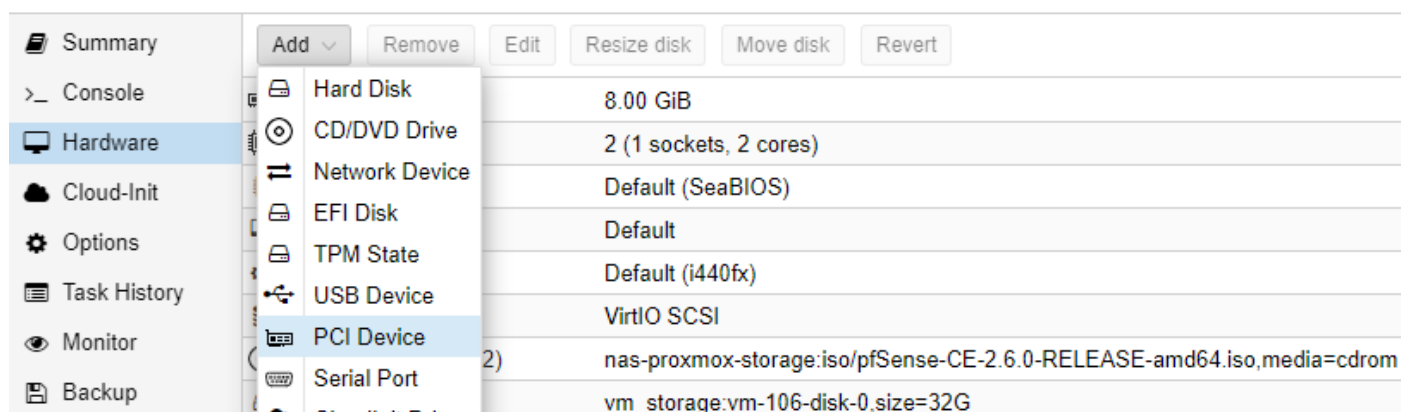 Summary
Console
Hardware
Cloud-Init
Options
Task History
Monitor
Backup
Add Remove Edit Resize disk Move disk Revert
Hard Disk
CD/DVD Drive
Network Device
EFI Disk
TPM State
USB Device
PCI Device
Serial Port
8.00 GiB
2 (1 sockets, 2 cores)
Default (SeaBIOS)
Default
Default (i440fx)
VirtIO SCSI
2) nas-proxmox-storage:iso/pfSense-CE-2.6.0-RELEASE-amd64.iso,media=cdrom
vm_storage:vm-106-disk-0,size=32G